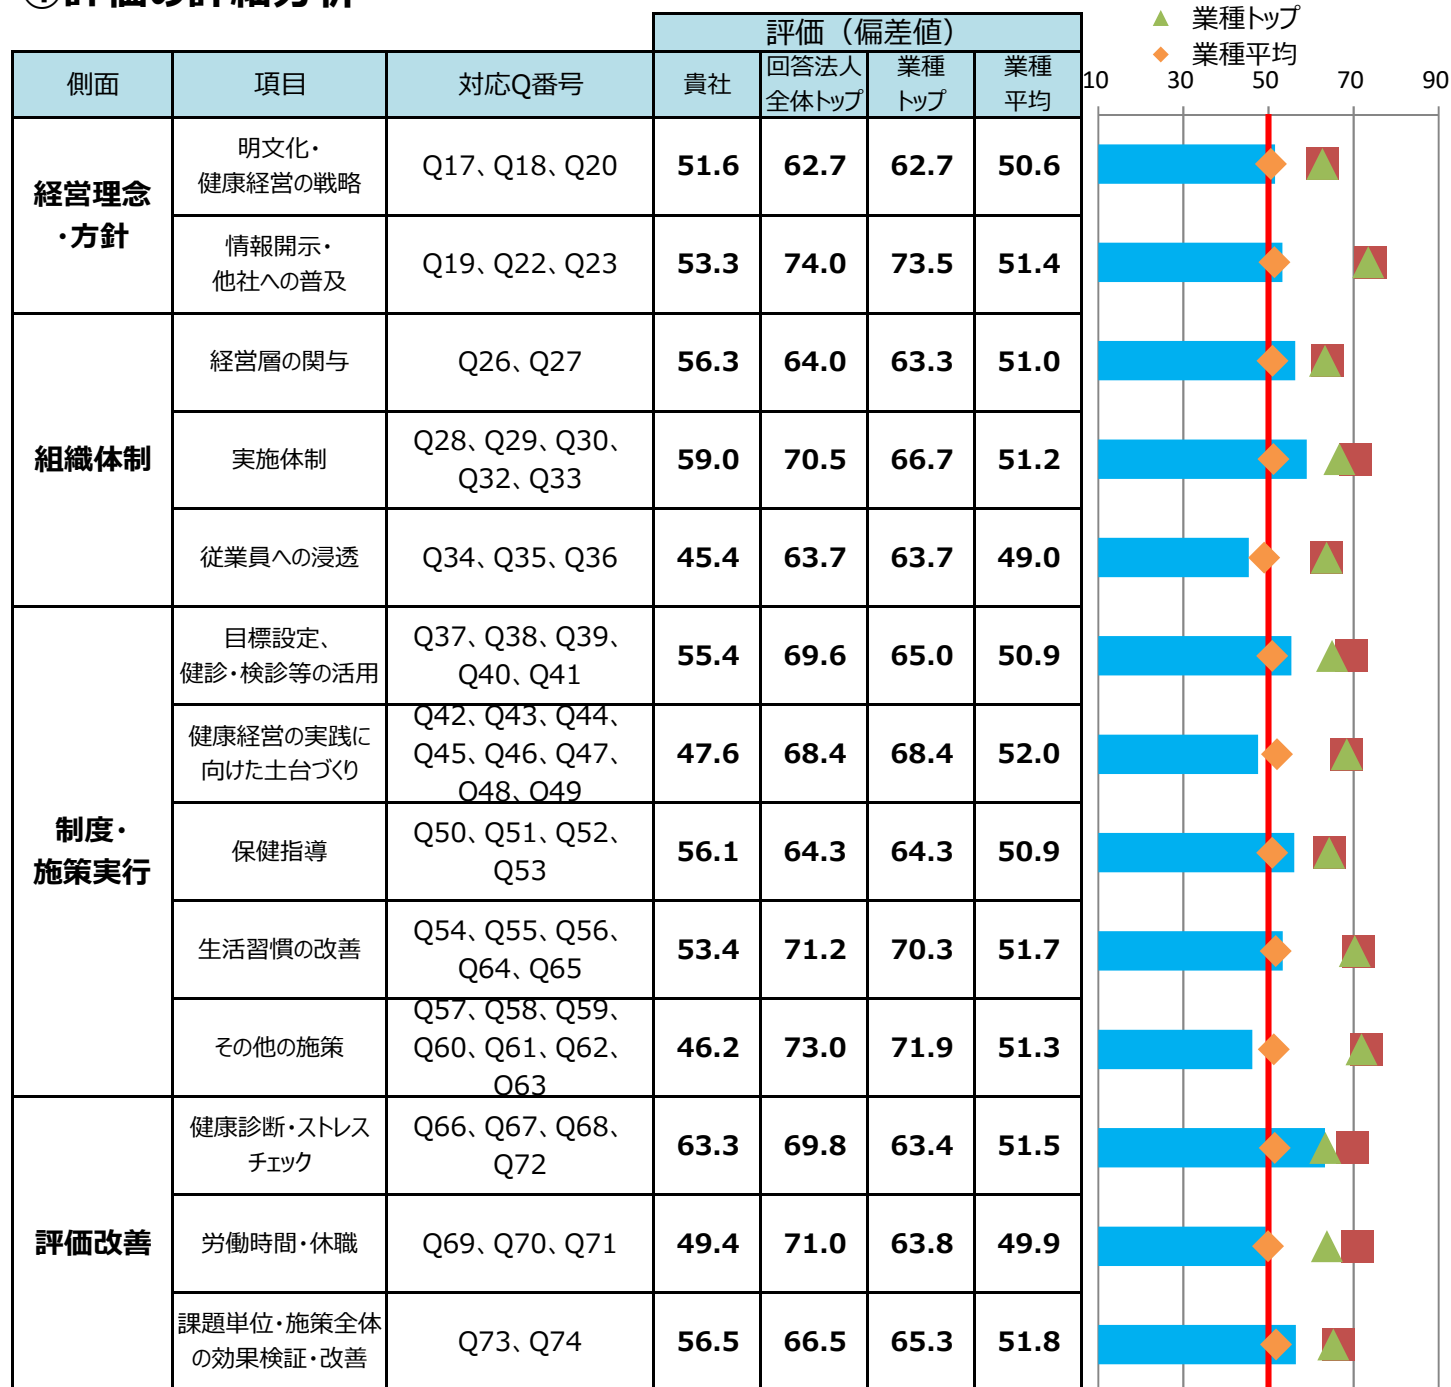 ①評価の詳細分析
▲ 業種トップ
◆ 業種平均
評価（偏差値）
側面 項目 対応Q番号 貴社 回答法人全体トップ 業種トップ 業種平均
10 30 50 70 90
経営理念・方針
明文化・
健康経営の戦略
Q17、Q18、Q20
51.6 62.7 62.7 50.6
情報開示・
他社への普及
Q19、Q22、Q23
53.3 74.0 73.5 51.4
組織体制
経営層の関与
Q26、Q27
56.3 64.0 63.3 51.0
実施体制
Q28、Q29、Q30、
Q32、Q33
59.0 70.5 66.7 51.2
従業員への浸透
Q34、Q35、Q36
45.4 63.7 63.7 49.0
制度・
施策実行
目標設定、
健診・検診等の活用
Q37、Q38、Q39、
Q40、Q41
55.4 69.6 65.0 50.9
健康経営の実践に
向けた土台づくり
Q42、Q43、Q44、
Q45、Q46、Q47、
Q48、Q49
47.6 68.4 68.4 52.0
保健指導
Q50、Q51、Q52、
Q53
56.1 64.3 64.3 50.9
生活習慣の改善
Q54、Q55、Q56、
Q64、Q65
53.4 71.2 70.3 51.7
その他の施策
Q57、Q58、Q59、
Q60、Q61、Q62、
Q63
46.2 73.0 71.9 51.3
評価改善
健康診断・ストレス
チェック
Q66、Q67、Q68、
Q72
63.3 69.8 63.4 51.5
労働時間・休職
Q69、Q70、Q71
49.4 71.0 63.8 49.9
課題単位・施策全体
の効果検証・改善
Q73、Q74
56.5 66.5 65.3 51.8